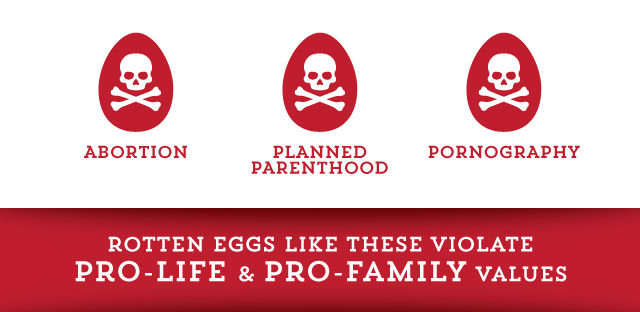 ABORTION
PLANNED
PARENTHOOD
PORNOGRAPHY
ROTTEN EGGS LIKE THESE VIOLATE
PRO-LIFE & PRO-FAMILY VALUES